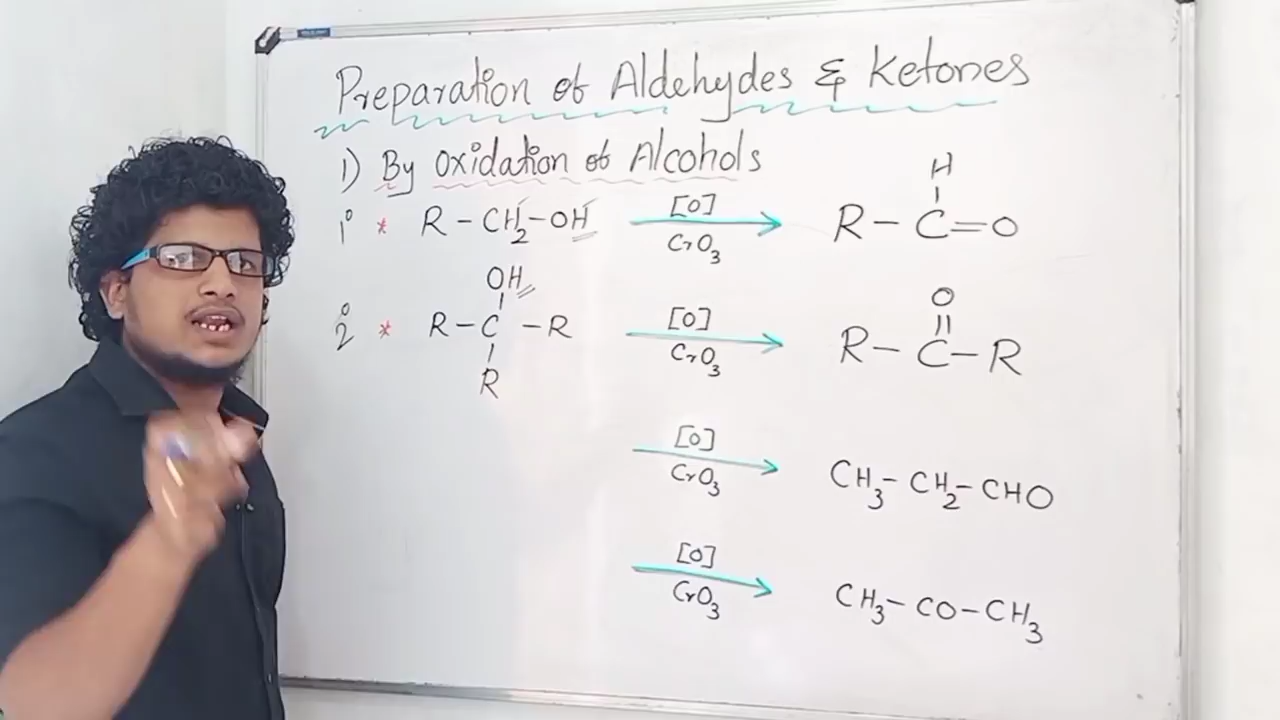 Preparation of Aldehydes & Ketones
1) By Oxidation of Alcohols
H
1° * R - CH₂ - OH [O] CrO₃ → R - C = O
OH
2° * R - C - R [O] CrO₃ → R - C - R
R
O
[O] CrO₃ → CH₃ - CH₂ - CHO
[O] CrO₃ → CH₃ - CO - CH₃